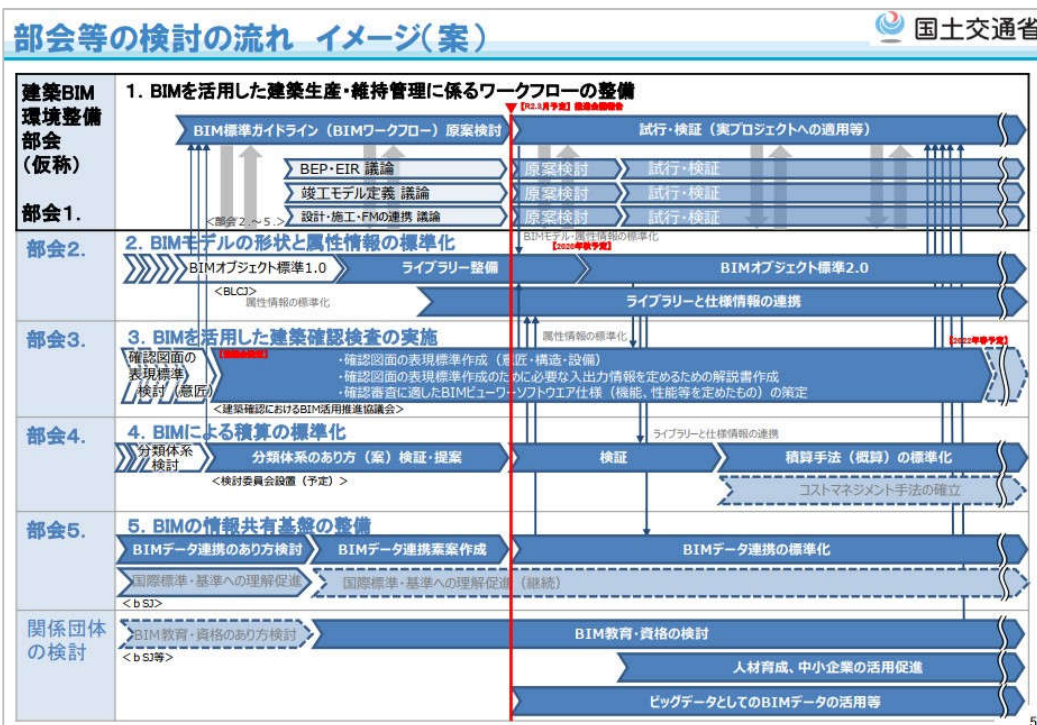 部会等の検討の流れ イメージ(案)
国土交通省
建築BIM
環境整備
部会
(仮称)
部会1.
1. BIMを活用した建築生産・維持管理に係るワークフローの整備
BIM標準ガイドライン(BIMワークフロー)原案検討
試行・検証(実プロジェクトへの適用等)
BEP・EIR 議論
原案検討
試行・検証
竣工モデル定義 議論
原案検討
試行・検証
<部会2.~5.>
設計・施工・FMの連携 議論
原案検討
試行・検証
部会2.
2. BIMモデルの形状と属性情報の標準化
BIMモデル・属性情報の標準化
【2020年秋予定】
BIMオブジェクト標準1.0
ライブラリー整備
BIMオブジェクト標準2.0
<BLCJ>
属性情報の標準化
ライブラリーと仕様情報の連携
部会3.
3. BIMを活用した建築確認検査の実施
属性情報の標準化
【2022年春予定】
確認図面の
表現標準
検討(意匠)
・確認図面の表現標準作成(意匠・構造・設備)
・確認図面の表現標準作成のために必要な入出力情報を定めるための解説書作成
・確認審査に適したBIMビューワーソフトウエア仕様(機能、性能等を定めたもの)の策定
<建築確認におけるBIM活用推進協議会>
部会4.
4. BIMによる積算の標準化
ライブラリーと仕様情報の連携
分類体系
検討
分類体系のあり方(案)検証・提案
検証
積算手法(概算)の標準化
<検討委員会設置(予定)>
コストマネジメント手法の確立
部会5.
5. BIMの情報共有基盤の整備
BIMデータ連携のあり方検討
BIMデータ連携素案作成
BIMデータ連携の標準化
国際標準・基準への理解促進
国際標準・基準への理解促進(継続)
<bSJ>
関係団体
の検討
BIM教育・資格のあり方検討
BIM教育・資格の検討
<bSJ等>
人材育成、中小企業の活用促進
ビッグデータとしてのBIMデータの活用等
5